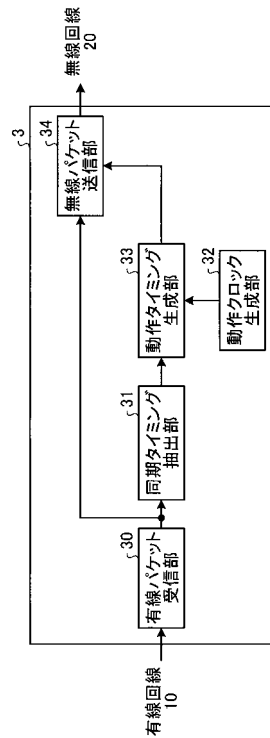 有線回線
10
30
有線パケット
受信部
31
同期タイミング
抽出部
33
動作タイミング
生成部
32
動作クロック部
34
無線パケット
送信部
3
無線回線
20